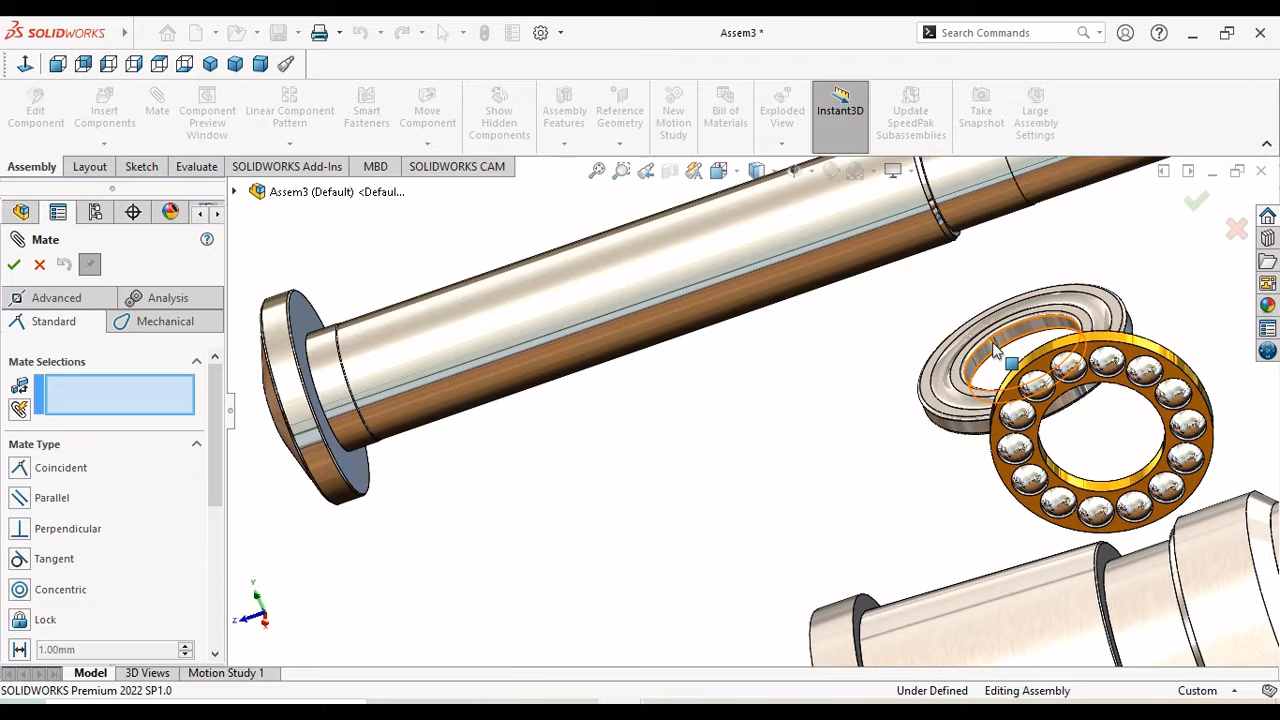 SOLIDWORKS
Assem3 *
Search Commands
Edit Component
Insert Components
Mate
Component Preview Window
Linear Component Pattern
Smart Fasteners
Move Component
Show Hidden Components
Assembly Features
Reference Geometry
New Motion Study
Bill of Materials
Exploded View
Instant3D
Update SpeedPak Subassemblies
Take Snapshot
Large Assembly Settings
Assembly
Layout
Sketch
Evaluate
SOLIDWORKS Add-Ins
MBD
SOLIDWORKS CAM
Assem3 (Default) <Defaul...
Mate
Advanced
Analysis
Standard
Mechanical
Mate Selections
Mate Type
Coincident
Parallel
Perpendicular
Tangent
Concentric
Lock
1.00mm
Y
Z
X
Model
3D Views
Motion Study 1
SOLIDWORKS Premium 2022 SP1.0
Under Defined
Editing Assembly
Custom